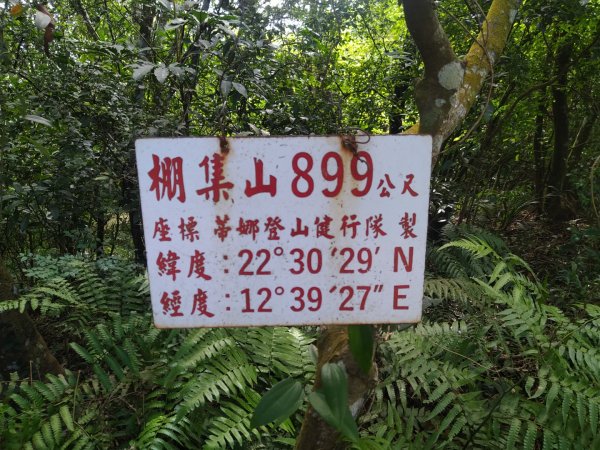 棚集山899公尺
座標 蒂娜登山健行隊 製
緯度：22°30′29′ N
經度：12°39′27″ E